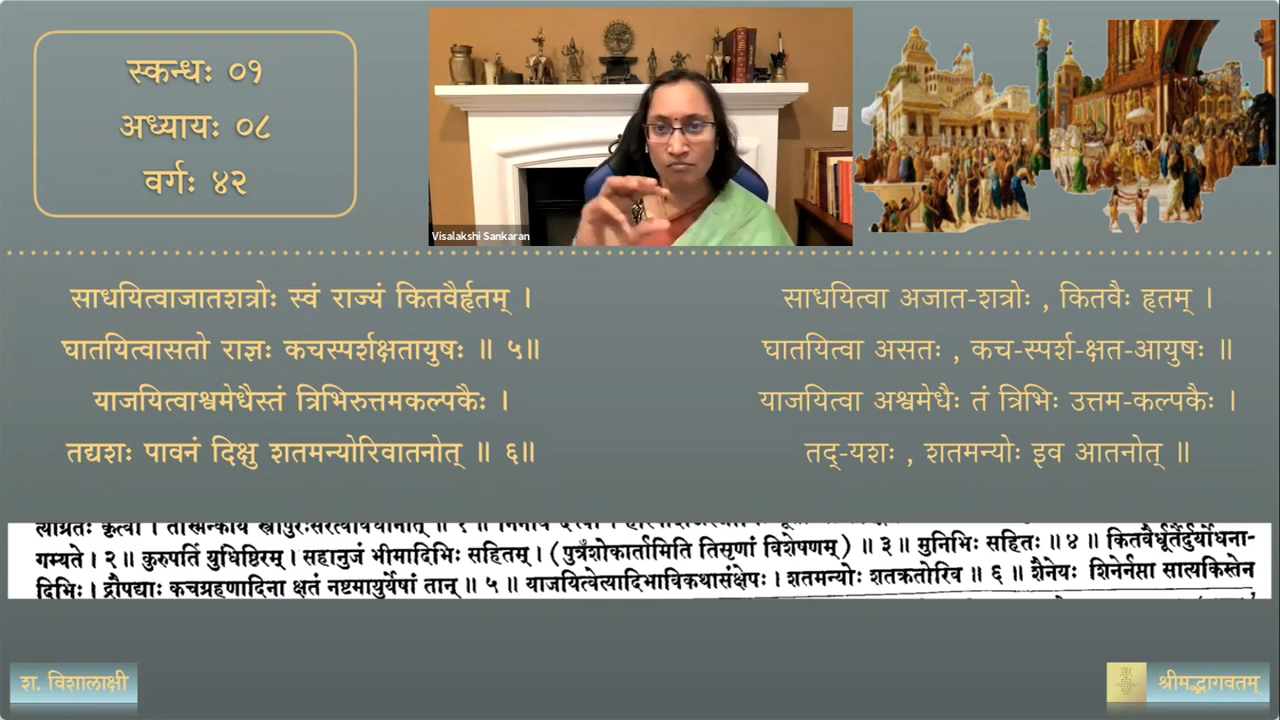 स्कन्धः ०१
अध्यायः ०८
वर्गः ४२
Visalakshi Sankaran
साधयित्वाजातशत्रोः स्वं राज्यं कितवैर्हृतम् ।
घातयित्वासतो राज्ञः कचस्पर्शक्षतायुषः ॥ ५॥
याजयित्वाश्वमेधैस्तं त्रिभिरुत्तमकल्पकैः ।
तद्यशः पावनं दिक्षु शतमन्योरिवातनोत् ॥ ६॥
साधयित्वा अजात-शत्रोः , कितवैः हृतम् ।
घातयित्वा असतः , कच-स्पर्श-क्षत-आयुषः ॥
याजयित्वा अश्वमेधैः तं त्रिभिः उत्तम-कल्पकैः ।
तद्-यशः , शतमन्योः इव आतनोत् ॥
गम्यते । २॥ कुरुपतिं युधिष्ठिरम् । सहानुजं भीमादिभिः सहितम् । (पुत्रशोकार्तामिति तिसृणां विशेषणम्) ॥ ३॥ मुनिभिः सहितः ॥ ४॥ कितवैर्धूर्तैर्दुर्योधना-
दिभिः । द्रौपद्याः कचग्रहणादिना क्षतं नष्टमायुर्येषां तान् ॥ ५॥ याजयित्वेत्यादिभाविकथासंक्षेपः । शतमन्योः शतक्रतोरिव ॥ ६॥ शैनेयः शिनेर्नप्ता सात्यकिस्तेन
श. विशालाक्षी
श्रीमद्भागवतम्